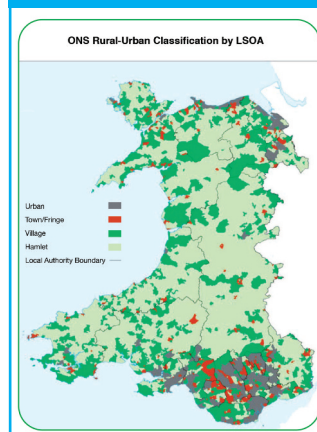 ONS Rural-Urban Classification by LSOA
Urban
Town/Fringe
Village
Hamlet
Local Authority Boundary